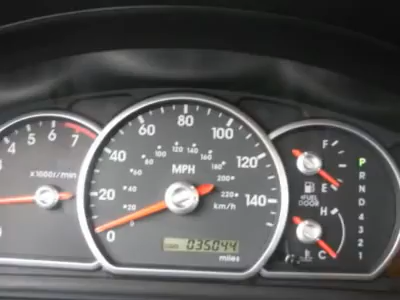 4
5
6
7
x1000r/min
0
20
40
60
80
100
120
140
MPH
20
40
60
80
100
120
140
160
180
200
220
km/h
035044
miles
F
E
FUEL
DOOR
H
C
P
R
N
D
4
3
2
1